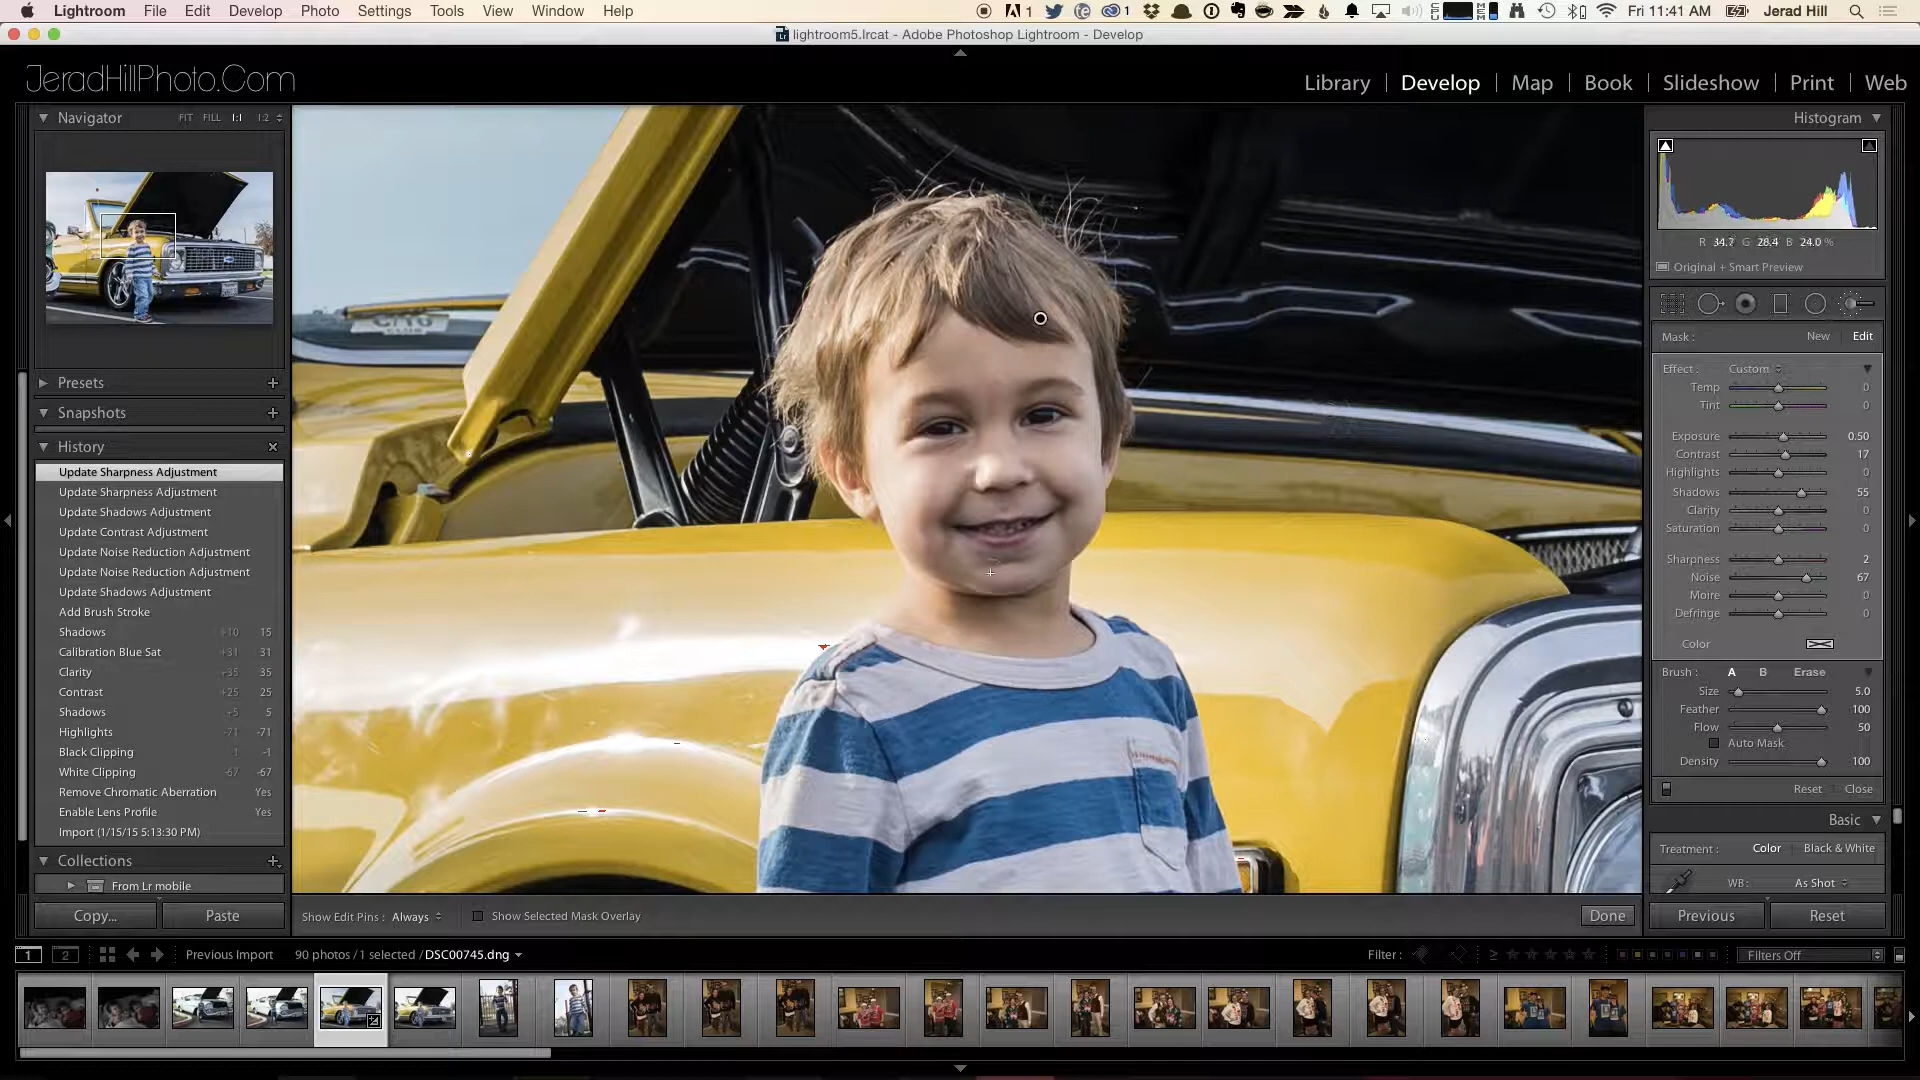 Lightroom File Edit Develop Photo Settings Tools View Window Help 1 1 Fri 11:41 AM Jerad Hill
lightroom5.lrcat - Adobe Photoshop Lightroom - Develop
JeradHillPhoto.Com
Library | Develop | Map | Book | Slideshow | Print | Web
Navigator FIT FILL 1:1 1:2
Presets
Snapshots
History
Update Sharpness Adjustment
Update Sharpness Adjustment
Update Shadows Adjustment
Update Contrast Adjustment
Update Noise Reduction Adjustment
Update Noise Reduction Adjustment
Update Shadows Adjustment
Add Brush Stroke
Shadows +10 15
Calibration Blue Sat +31 31
Clarity +35 35
Contrast +25 25
Shadows +5 5
Highlights -71 -71
Black Clipping -1
White Clipping -67 -67
Remove Chromatic Aberration Yes
Enable Lens Profile Yes
Import (1/15/15 5:13:30 PM)
Collections
From Lr mobile
Copy... Paste
Histogram
R 34.7 G 28.4 B 24.0 %
Original + Smart Preview
Mask : New Edit
Effect : Custom
Temp 0
Tint 0
Exposure 0.50
Contrast 17
Highlights 0
Shadows 55
Clarity 0
Saturation 0
Sharpness 2
Noise 67
Moire 0
Defringe 0
Color
Brush : A B Erase
Size 5.0
Feather 100
Flow 50
Auto Mask
Density 100
Reset Close
Basic
Treatment : Color Black & White
WB: As Shot
Previous Reset
Show Edit Pins : Always Show Selected Mask Overlay Done
1 2 Previous Import 90 photos / 1 selected / DSC00745.dng Filter : Filters Off